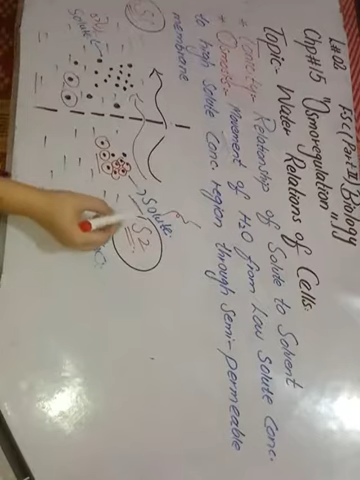 L#02 FSC (Part II) Biology
Chp#15 "Osmoregulation"
Topic:- Water Relations of Cells:
* Tonicity:- Relationship of Solute to Solvent
* Osmosis:- Movement of H2O from Low Solute Conc.
to high Solute Conc. region through Semi-permeable
membrane
S1
Solute
Solute:
S2